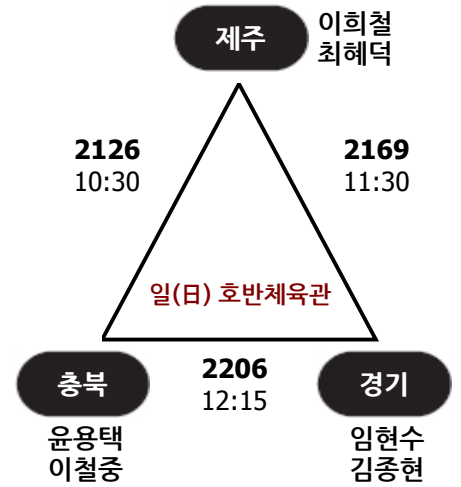 제주
이희철
최혜덕
2126
10:30
2169
11:30
일(日) 호반체육관
충북
2206
12:15
경기
윤용택
이철중
임현수
김종현